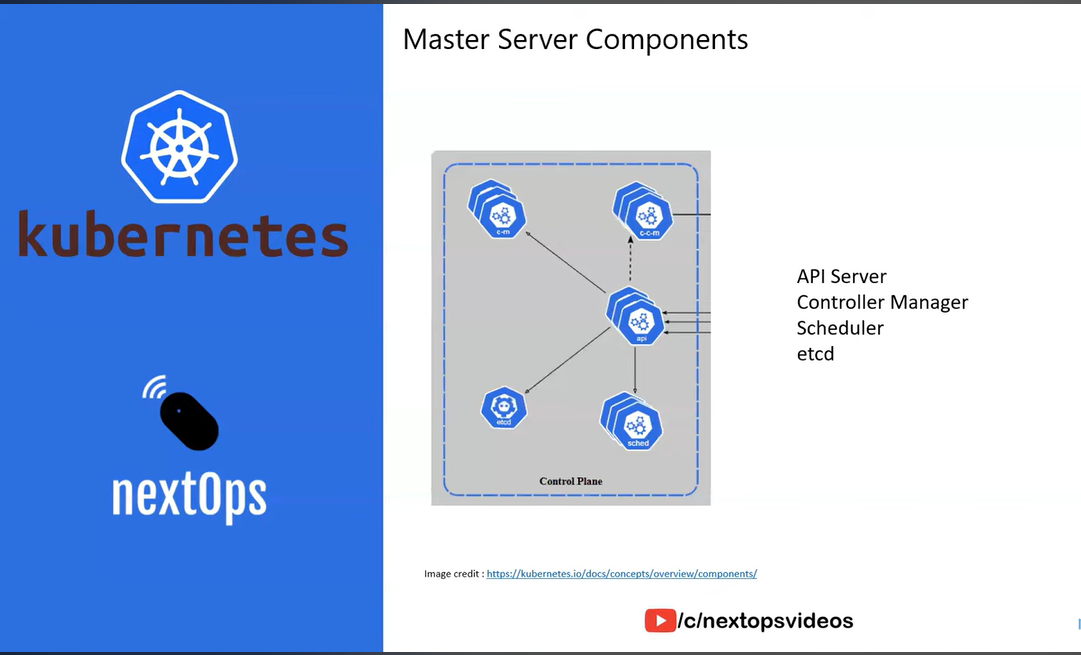 Master Server Components
kubernetes
nextOps
c-m
c-c-m
api
etcd
sched
Control Plane
API Server
Controller Manager
Scheduler
etcd
Image credit : https://kubernetes.io/docs/concepts/overview/components/
/c/nextopsvideos